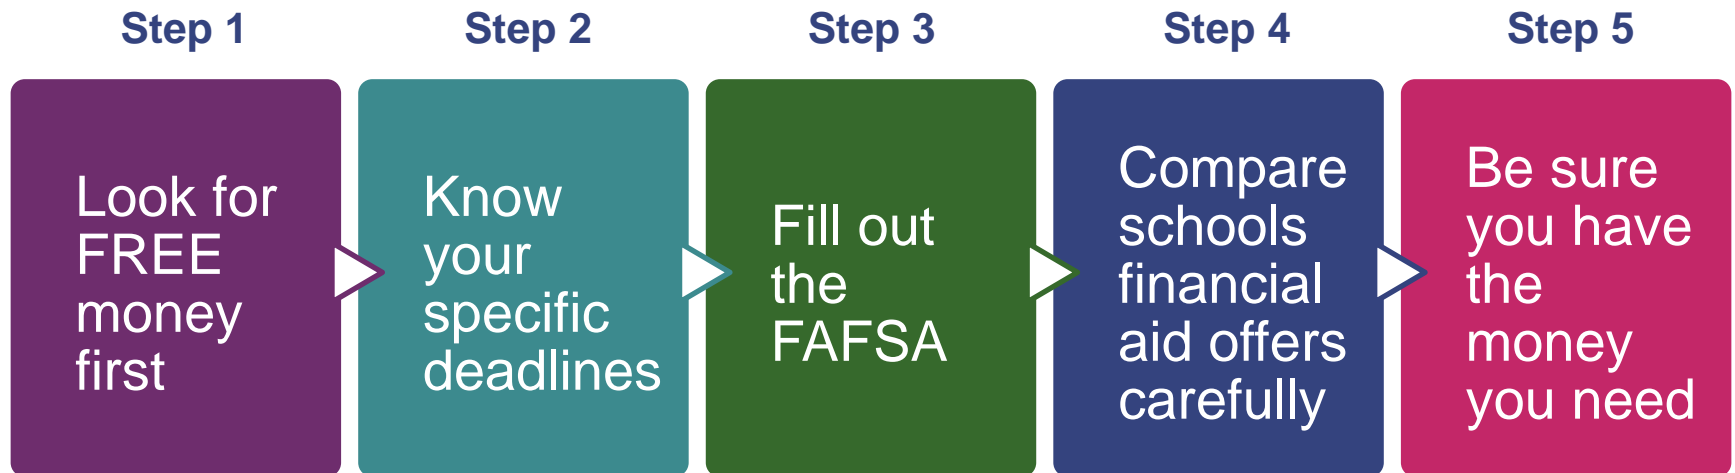 Step 1
Look for
FREE
money
first
Step 2
Know
your
specific
deadlines
Step 3
Fill out
the
FAFSA
Step 4
Compare
schools
financial
aid offers
carefully
Step 5
Be sure
you have
the
money
you need